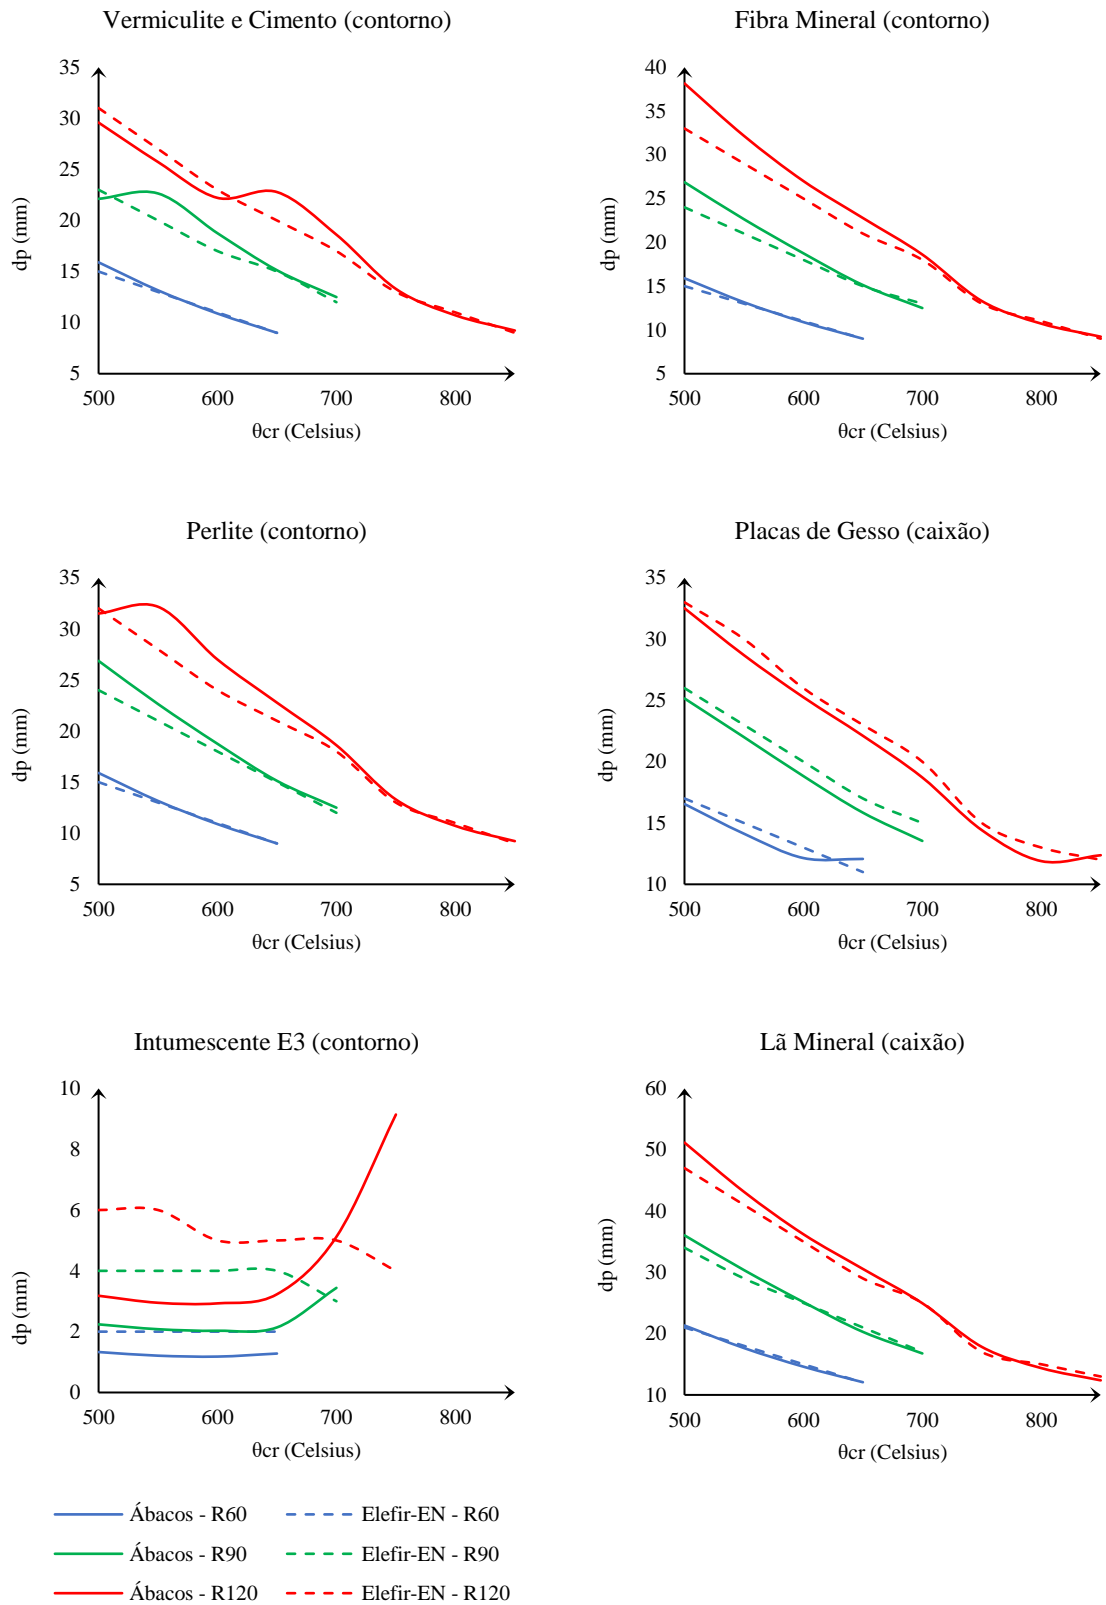 Vermiculite e Cimento (contorno)
35
30
25
20
15
10
5
dp (mm)
500 600 700 800
θcr (Celsius)
Fibra Mineral (contorno)
40
35
30
25
20
15
10
5
dp (mm)
500 600 700 800
θcr (Celsius)
Perlite (contorno)
35
30
25
20
15
10
5
dp (mm)
500 600 700 800
θcr (Celsius)
Placas de Gesso (caixão)
35
30
25
20
15
10
dp (mm)
500 600 700 800
θcr (Celsius)
Intumescente E3 (contorno)
10
8
6
4
2
0
dp (mm)
500 600 700 800
θcr (Celsius)
Lã Mineral (caixão)
60
50
40
30
20
10
dp (mm)
500 600 700 800
θcr (Celsius)
Ábacos - R60 Elefir-EN - R60
Ábacos - R90 Elefir-EN - R90
Ábacos - R120 Elefir-EN - R120